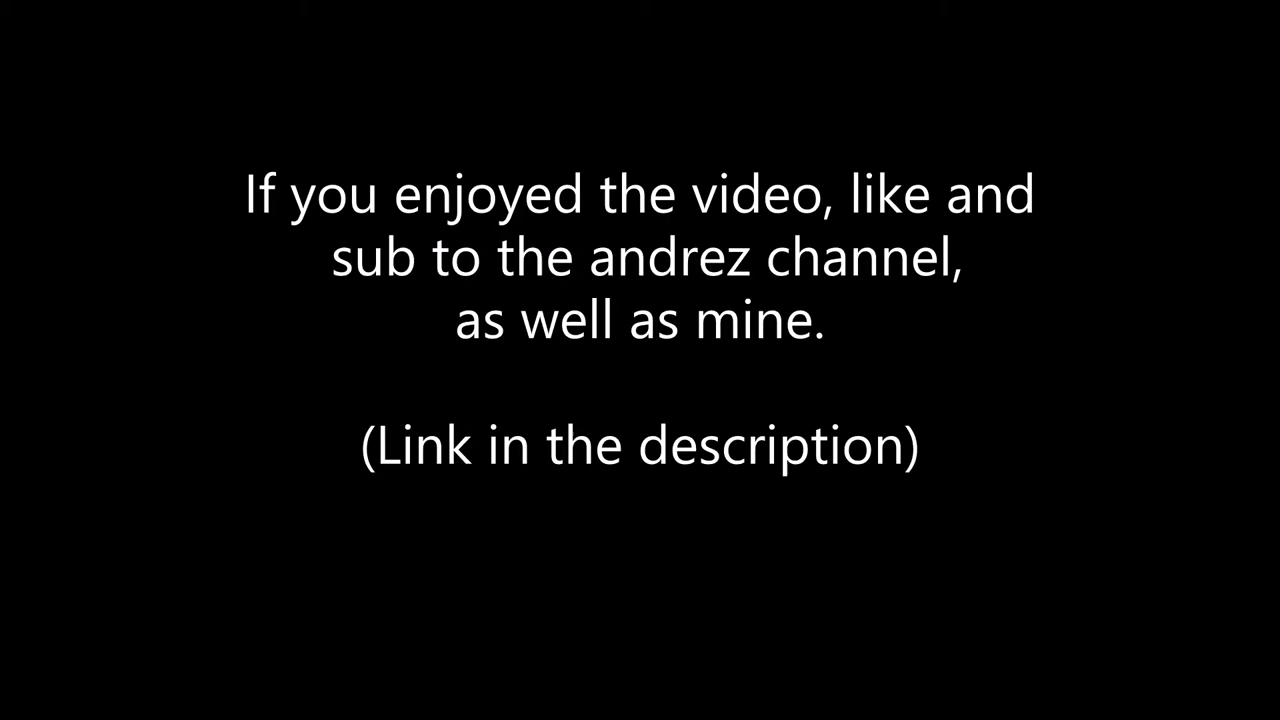 If you enjoyed the video, like and
sub to the andrez channel,
as well as mine.
(Link in the description)